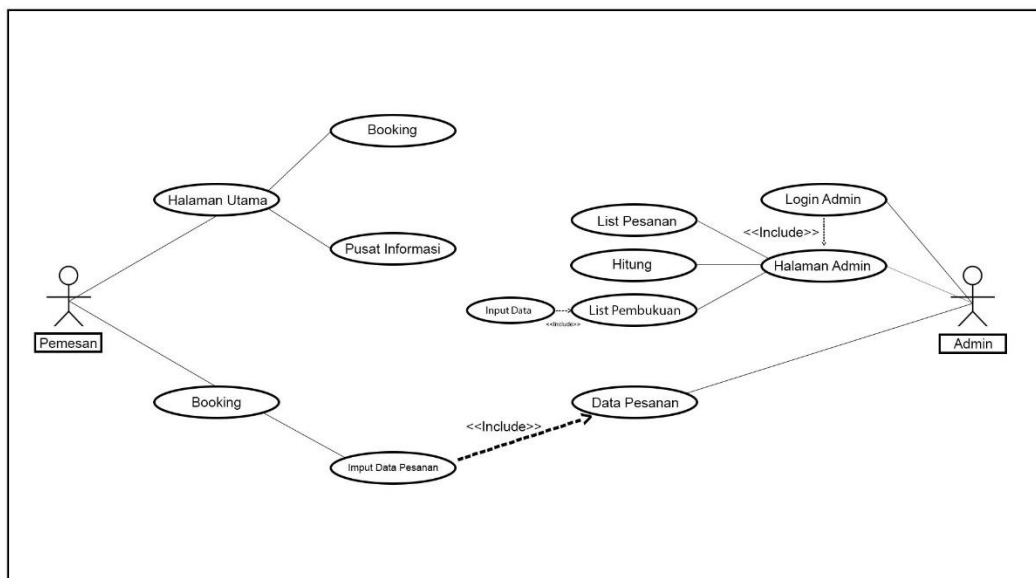 Booking
Halaman Utama
Pusat Informasi
Pemesan
Booking
Imput Data Pesanan
<<Include>>
Data Pesanan
List Pesanan
Hitung
Input Data
<<Include>>
List Pembukuan
Login Admin
<<Include>>
Halaman Admin
Admin